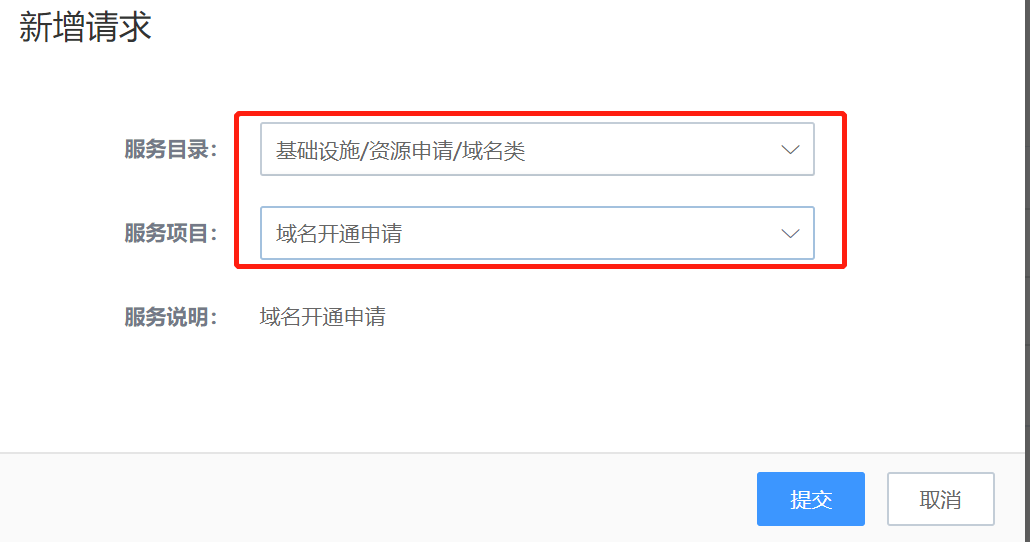 新增请求
服务目录： 基础设施/资源申请/域名类
服务项目： 域名开通申请
服务说明： 域名开通申请
提交 取消